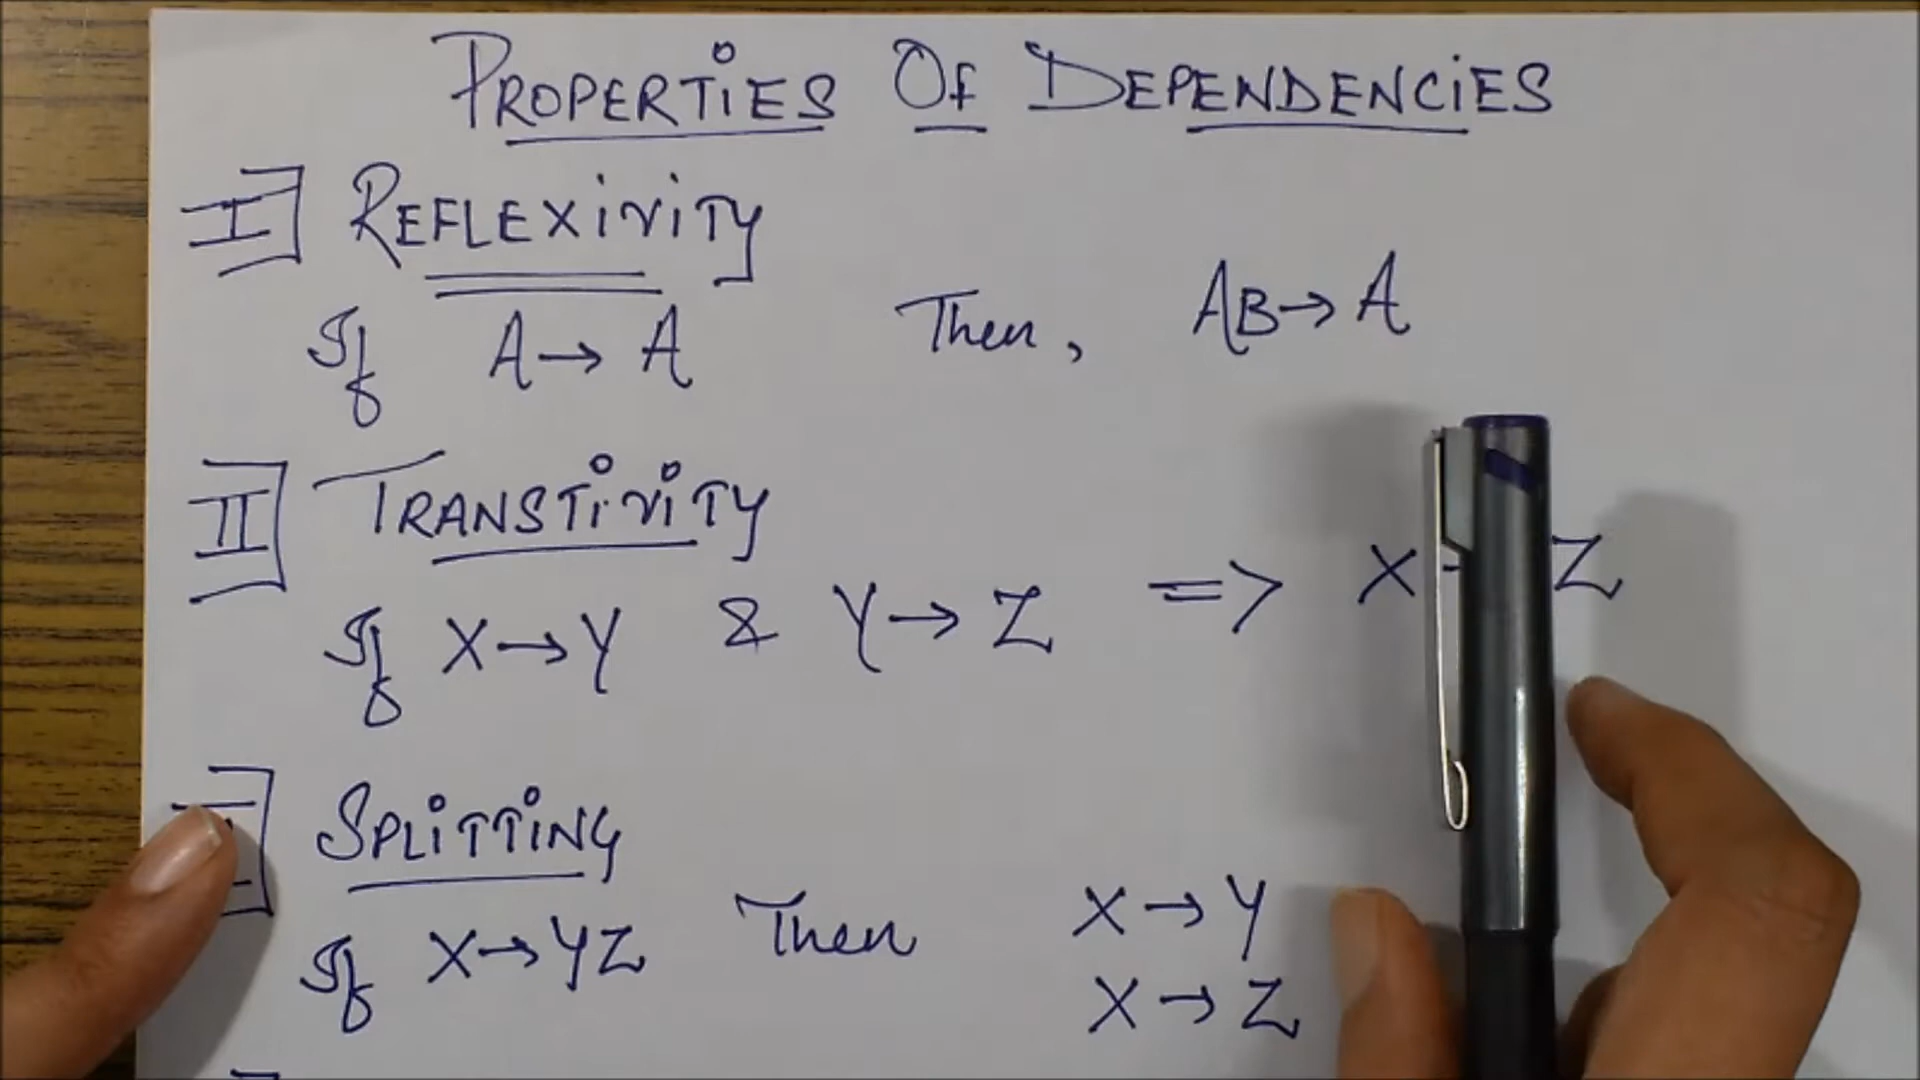 PROPERTIES OF DEPENDENCIES
I REFLEXIVITY
If A → A Then, AB → A
II TRANSTIVITY
If X → Y & Y → Z => X Z
SPLITTING
If X → YZ Then X → Y
X → Z